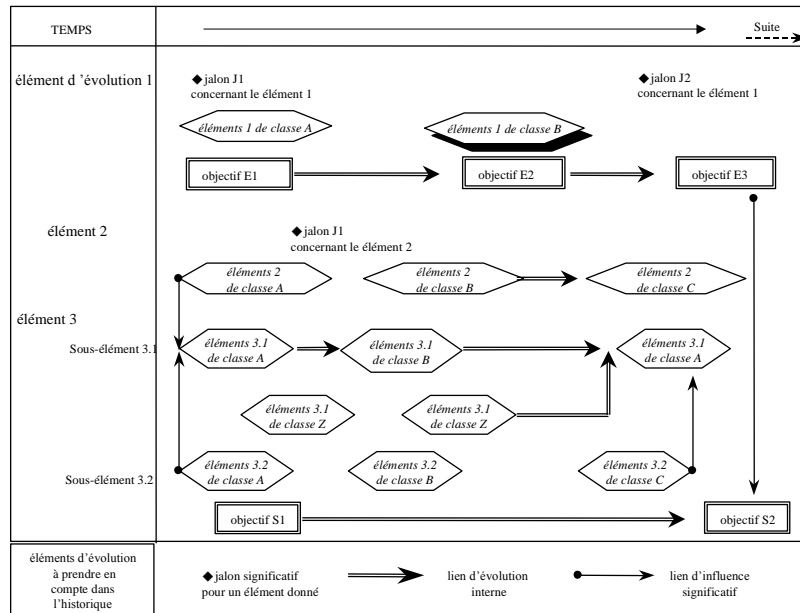 TEMPS
Suite
élément d ’évolution 1
◆jalon J1
concernant le élément 1
◆jalon J2
concernant le élément 1
éléments 1 de classe A
éléments 1 de classe B
objectif E1
objectif E2
objectif E3
élément 2
◆jalon J1
concernant le élément 2
éléments 2
de classe A
éléments 2
de classe B
éléments 2
de classe C
élément 3
Sous-élément 3.1
éléments 3.1
de classe A
éléments 3.1
de classe B
éléments 3.1
de classe A
éléments 3.1
de classe Z
éléments 3.1
de classe Z
Sous-élément 3.2
éléments 3.2
de classe A
éléments 3.2
de classe B
éléments 3.2
de classe C
objectif S1
objectif S2
éléments d’évolution
à prendre en
compte dans
l’historique
◆jalon significatif
pour un élément donné
lien d’évolution
interne
lien d’influence
significatif